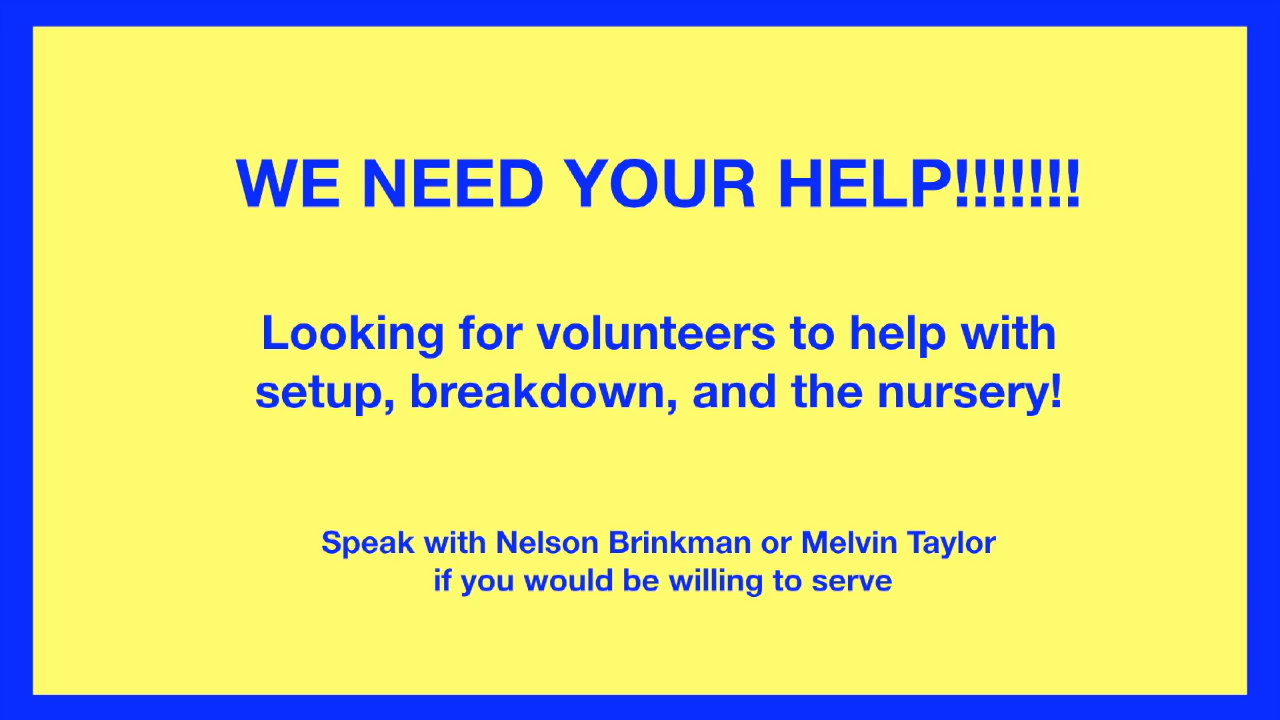 WE NEED YOUR HELP!!!!!!!
Looking for volunteers to help with
setup, breakdown, and the nursery!
Speak with Nelson Brinkman or Melvin Taylor
if you would be willing to serve